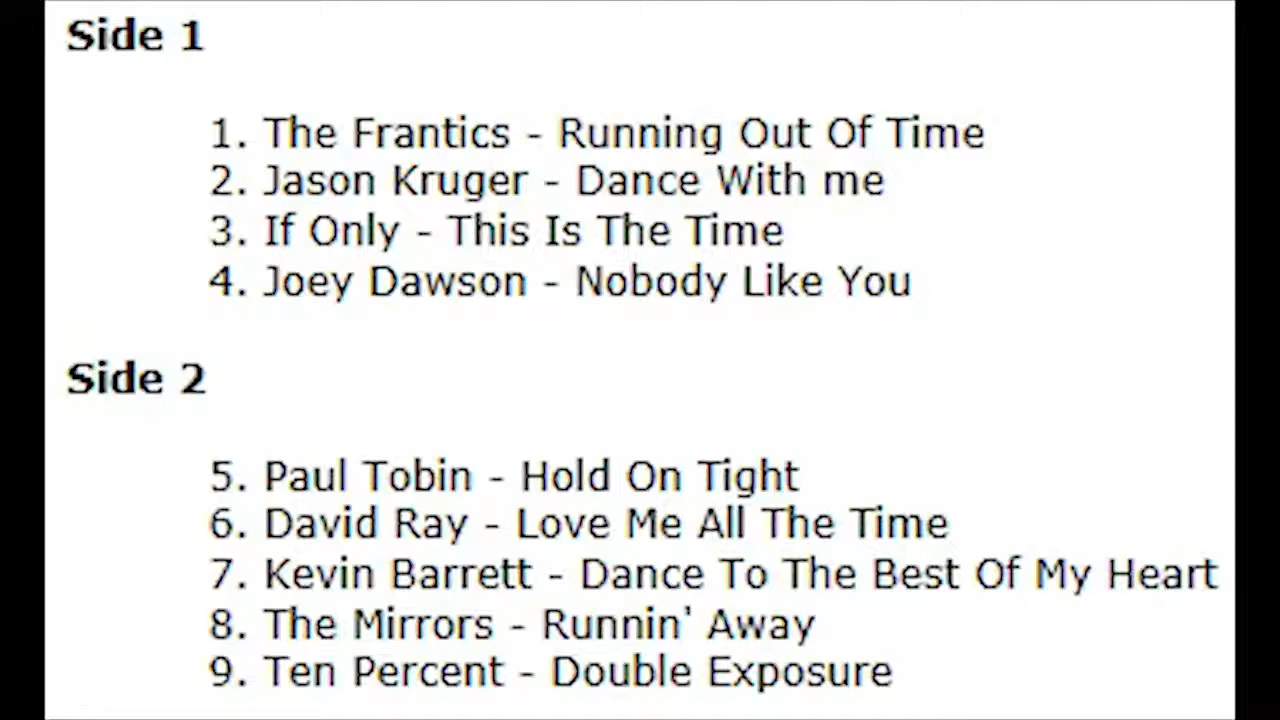 Side 1
1. The Frantics - Running Out Of Time
2. Jason Kruger - Dance With me
3. If Only - This Is The Time
4. Joey Dawson - Nobody Like You
Side 2
5. Paul Tobin - Hold On Tight
6. David Ray - Love Me All The Time
7. Kevin Barrett - Dance To The Best Of My Heart
8. The Mirrors - Runnin' Away
9. Ten Percent - Double Exposure